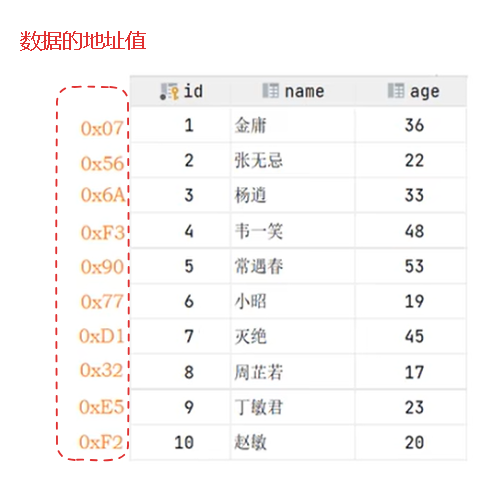 数据的地址值
id name age
0x07 1 金庸 36
0x56 2 张无忌 22
0x6A 3 杨逍 33
0xF3 4 韦一笑 48
0x90 5 常遇春 53
0x77 6 小昭 19
0xD1 7 灭绝 45
0x32 8 周芷若 17
0xE5 9 丁敏君 23
0xF2 10 赵敏 20